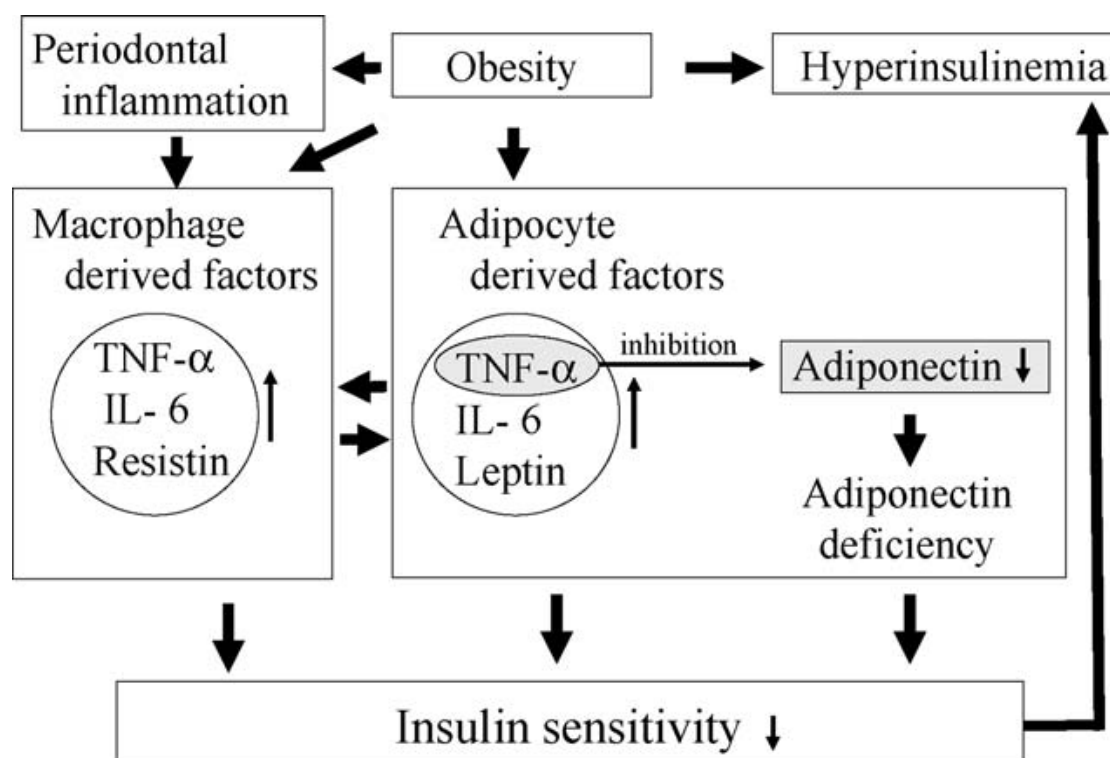 Periodontal
inflammation
Obesity
Hyperinsulinemia
Macrophage
derived factors
TNF-α
IL- 6
Resistin
Adipocyte
derived factors
TNF-α
IL- 6
Leptin
inhibition
Adiponectin ↓
Adiponectin
deficiency
Insulin sensitivity ↓